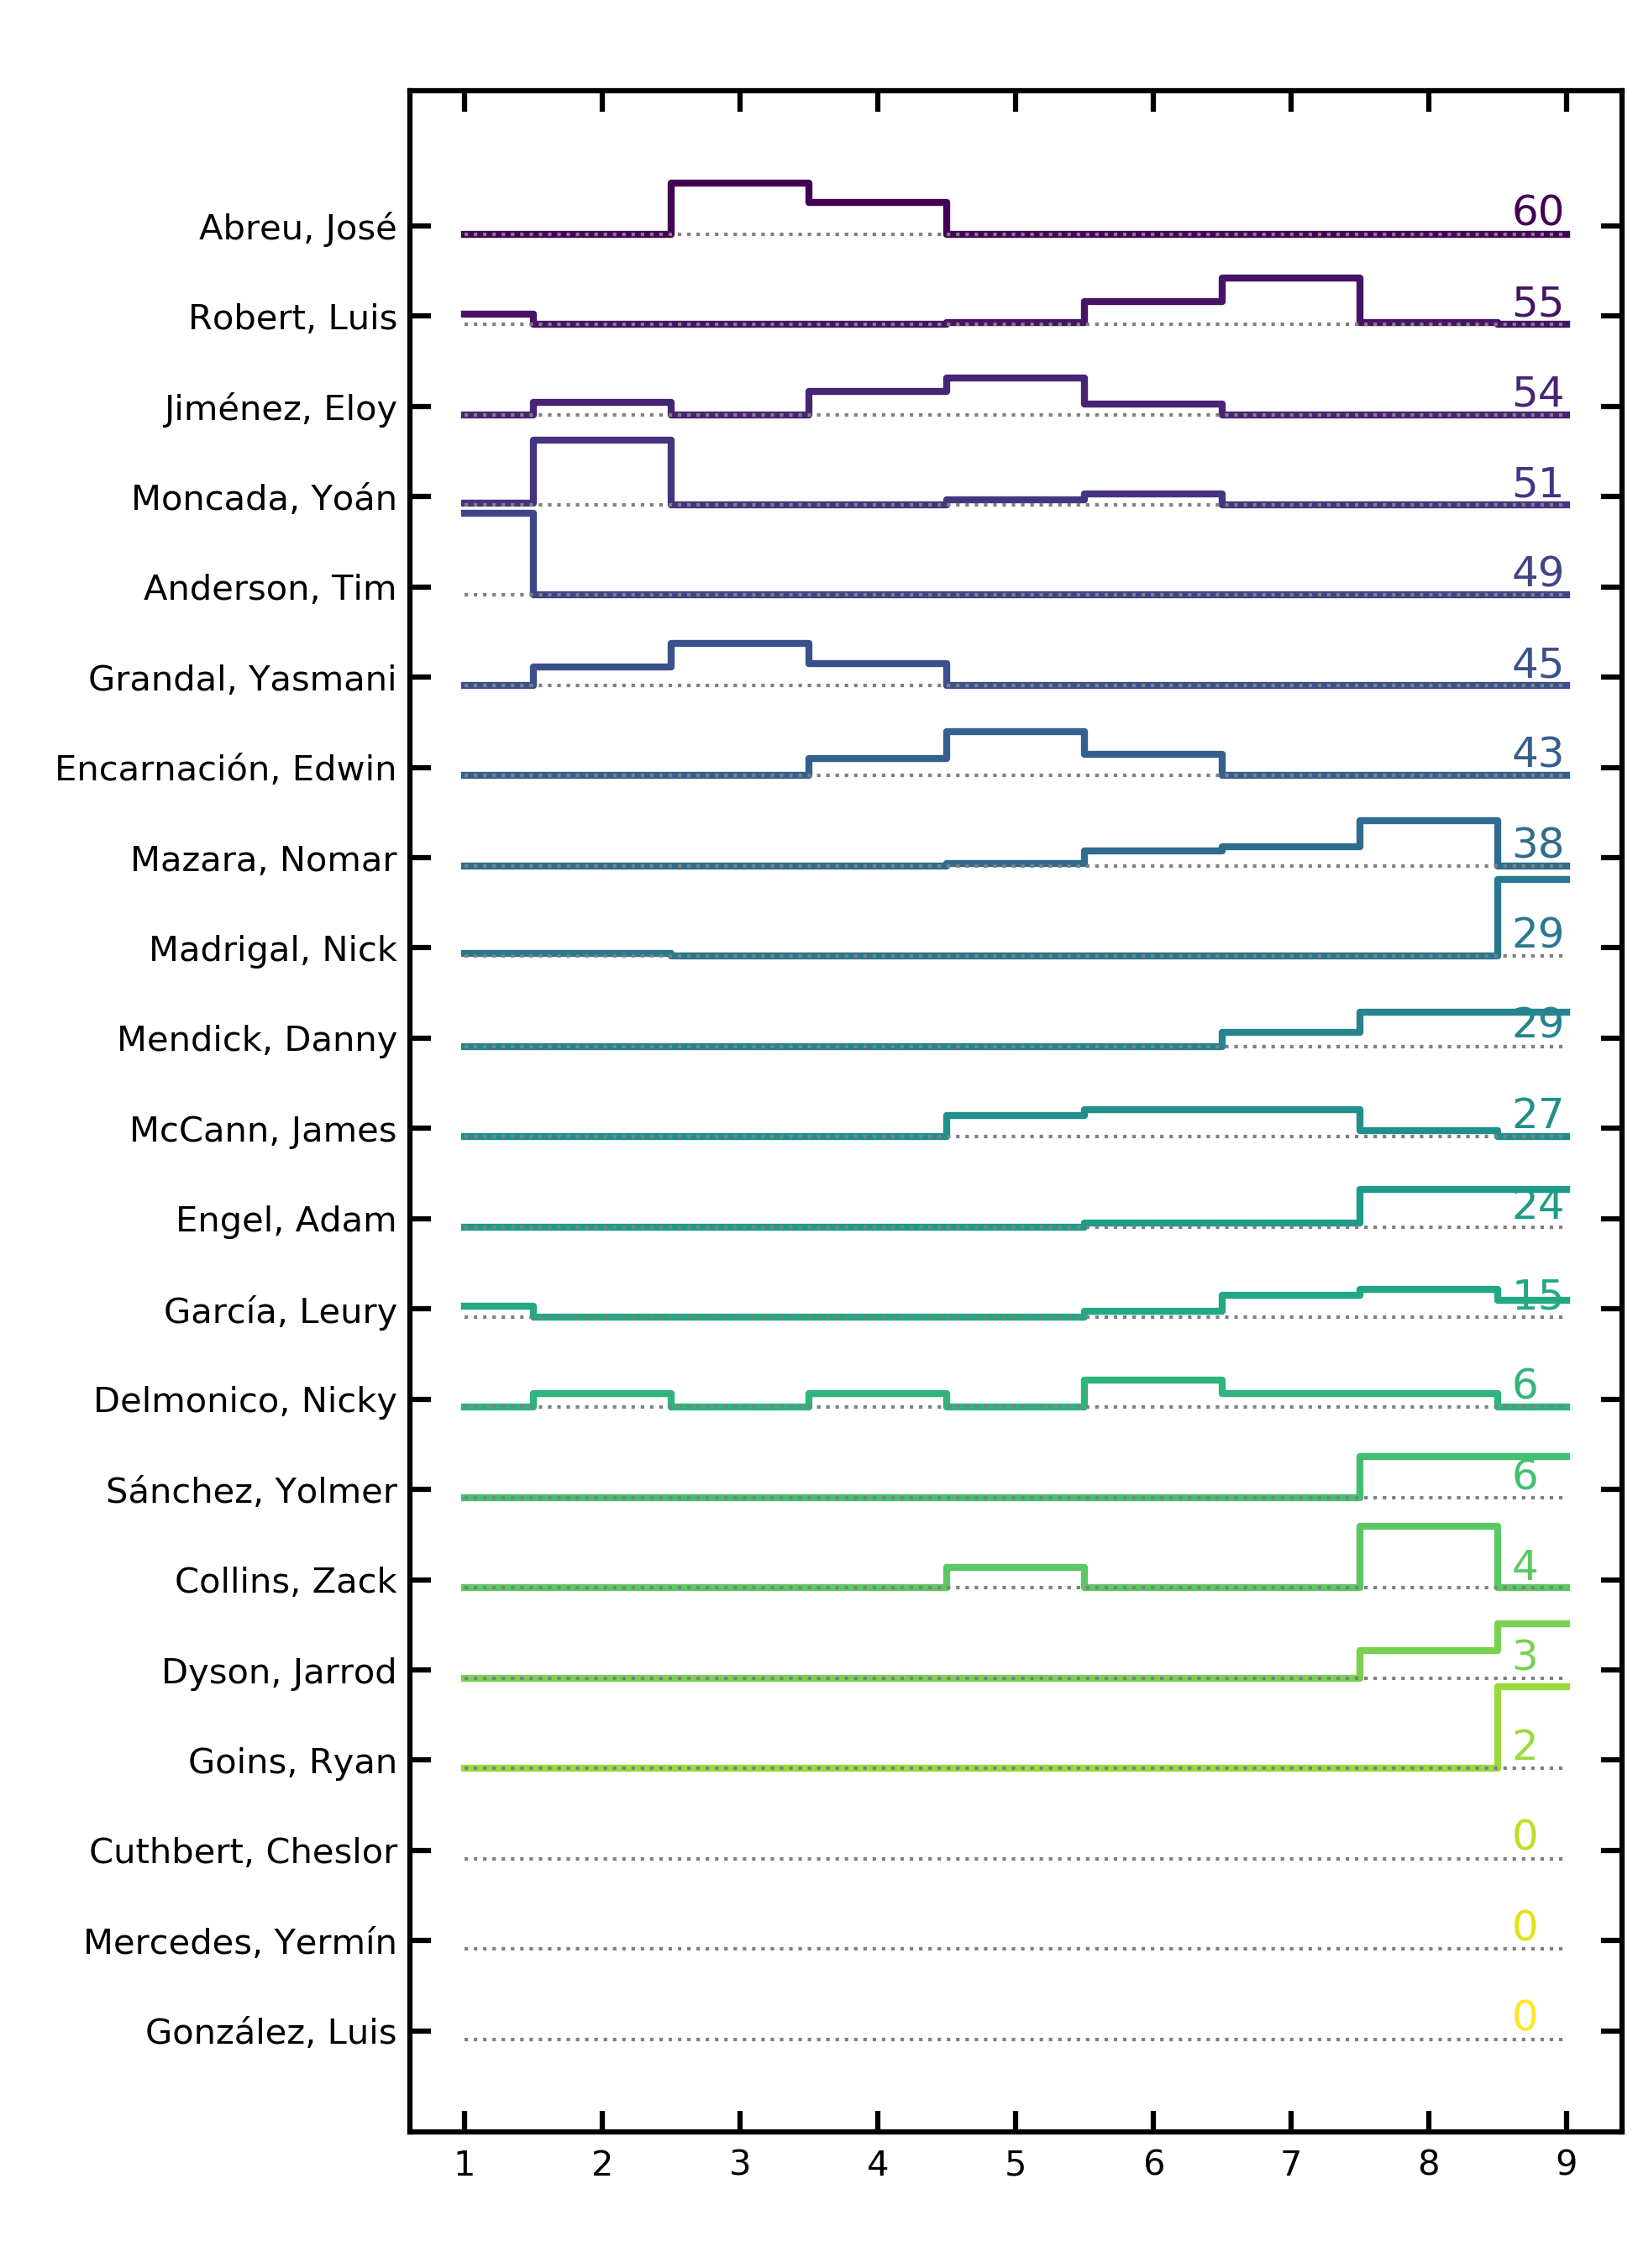 Abreu, José 60
Robert, Luis 55
Jiménez, Eloy 54
Moncada, Yoán 51
Anderson, Tim 49
Grandal, Yasmani 45
Encarnación, Edwin 43
Mazara, Nomar 38
Madrigal, Nick 29
Mendick, Danny 29
McCann, James 27
Engel, Adam 24
García, Leury 15
Delmonico, Nicky 6
Sánchez, Yolmer 6
Collins, Zack 4
Dyson, Jarrod 3
Goins, Ryan 2
Cuthbert, Cheslor 0
Mercedes, Yermín 0
González, Luis 0
1 2 3 4 5 6 7 8 9